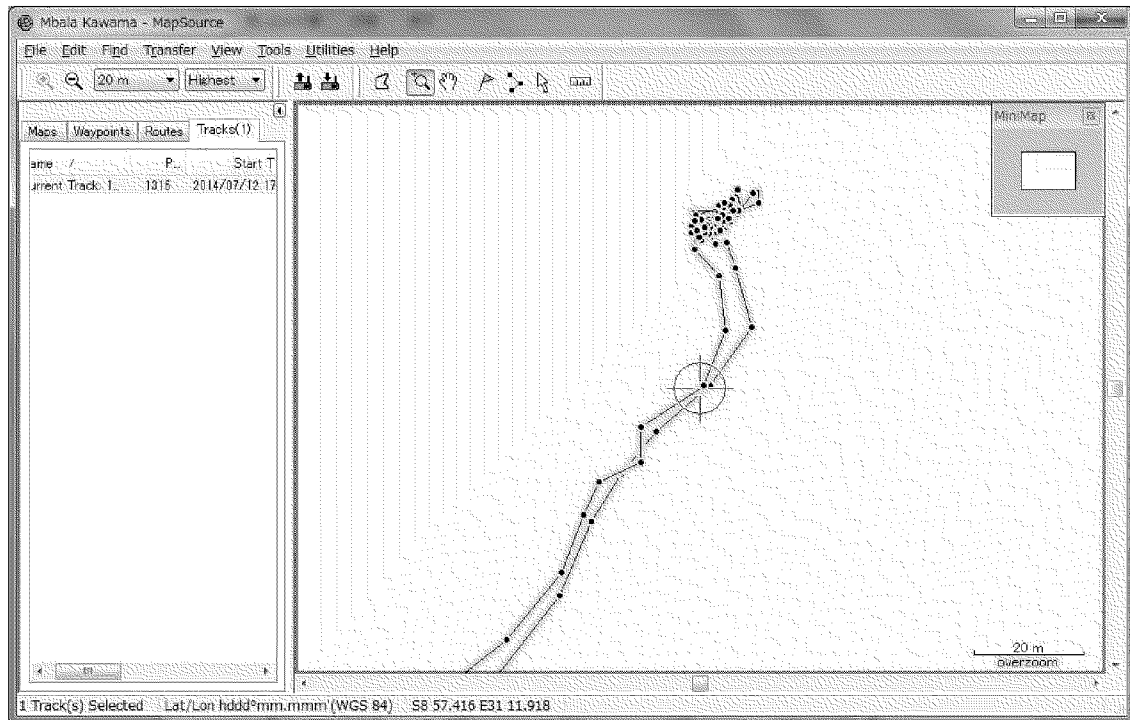 Mbala Kawama - MapSource
File Edit Find Transfer View Tools Utilities Help
20 m Highest
Maps Waypoints Routes Tracks(1)
ame / P... Start T
urrent Track: 1... 1315 2014/07/12 17
MiniMap
20 m
overzoom
1 Track(s) Selected Lat/Lon hddd°mm.mmm'(WGS 84) S8 57.416 E31 11.918